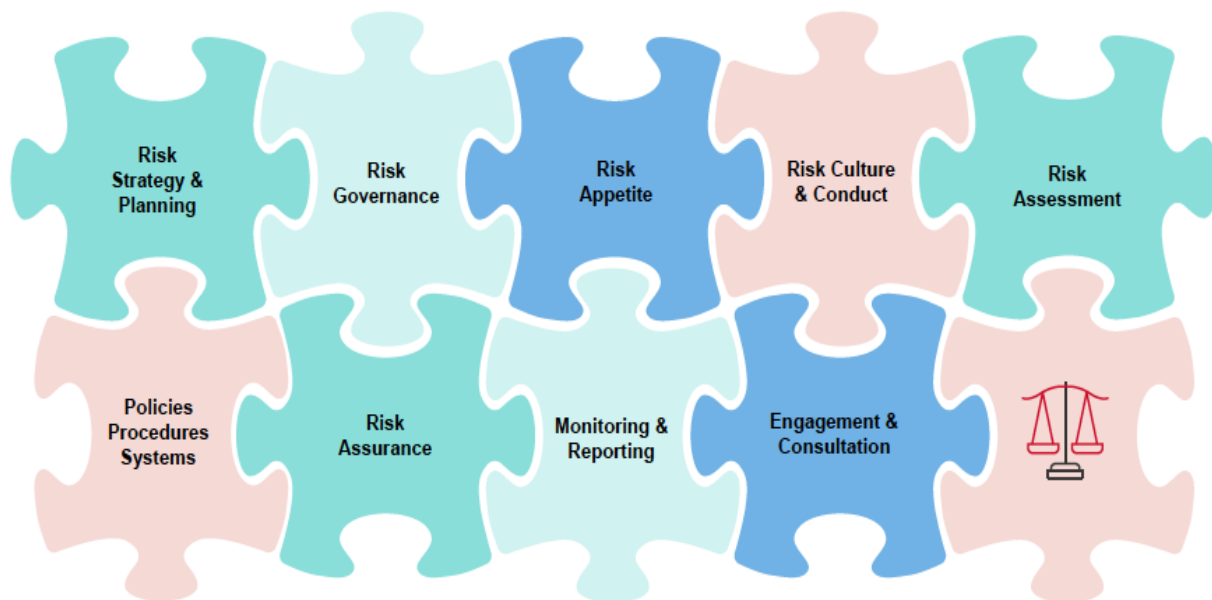 Risk
Strategy &
Planning
Risk
Governance
Risk
Appetite
Risk Culture
& Conduct
Risk
Assessment
Policies
Procedures
Systems
Risk
Assurance
Monitoring &
Reporting
Engagement &
Consultation